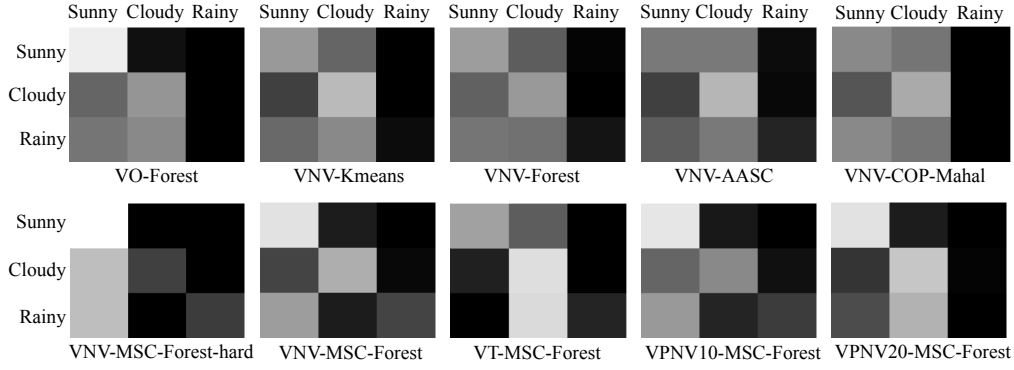 Sunny Cloudy Rainy Sunny Cloudy Rainy Sunny Cloudy Rainy Sunny Cloudy Rainy Sunny Cloudy Rainy
Sunny
Cloudy
Rainy
VO-Forest VNV-Kmeans VNV-Forest VNV-AASC VNV-COP-Mahal
Sunny
Cloudy
Rainy
VNV-MSC-Forest-hard VNV-MSC-Forest VT-MSC-Forest VPNV10-MSC-Forest VPNV20-MSC-Forest